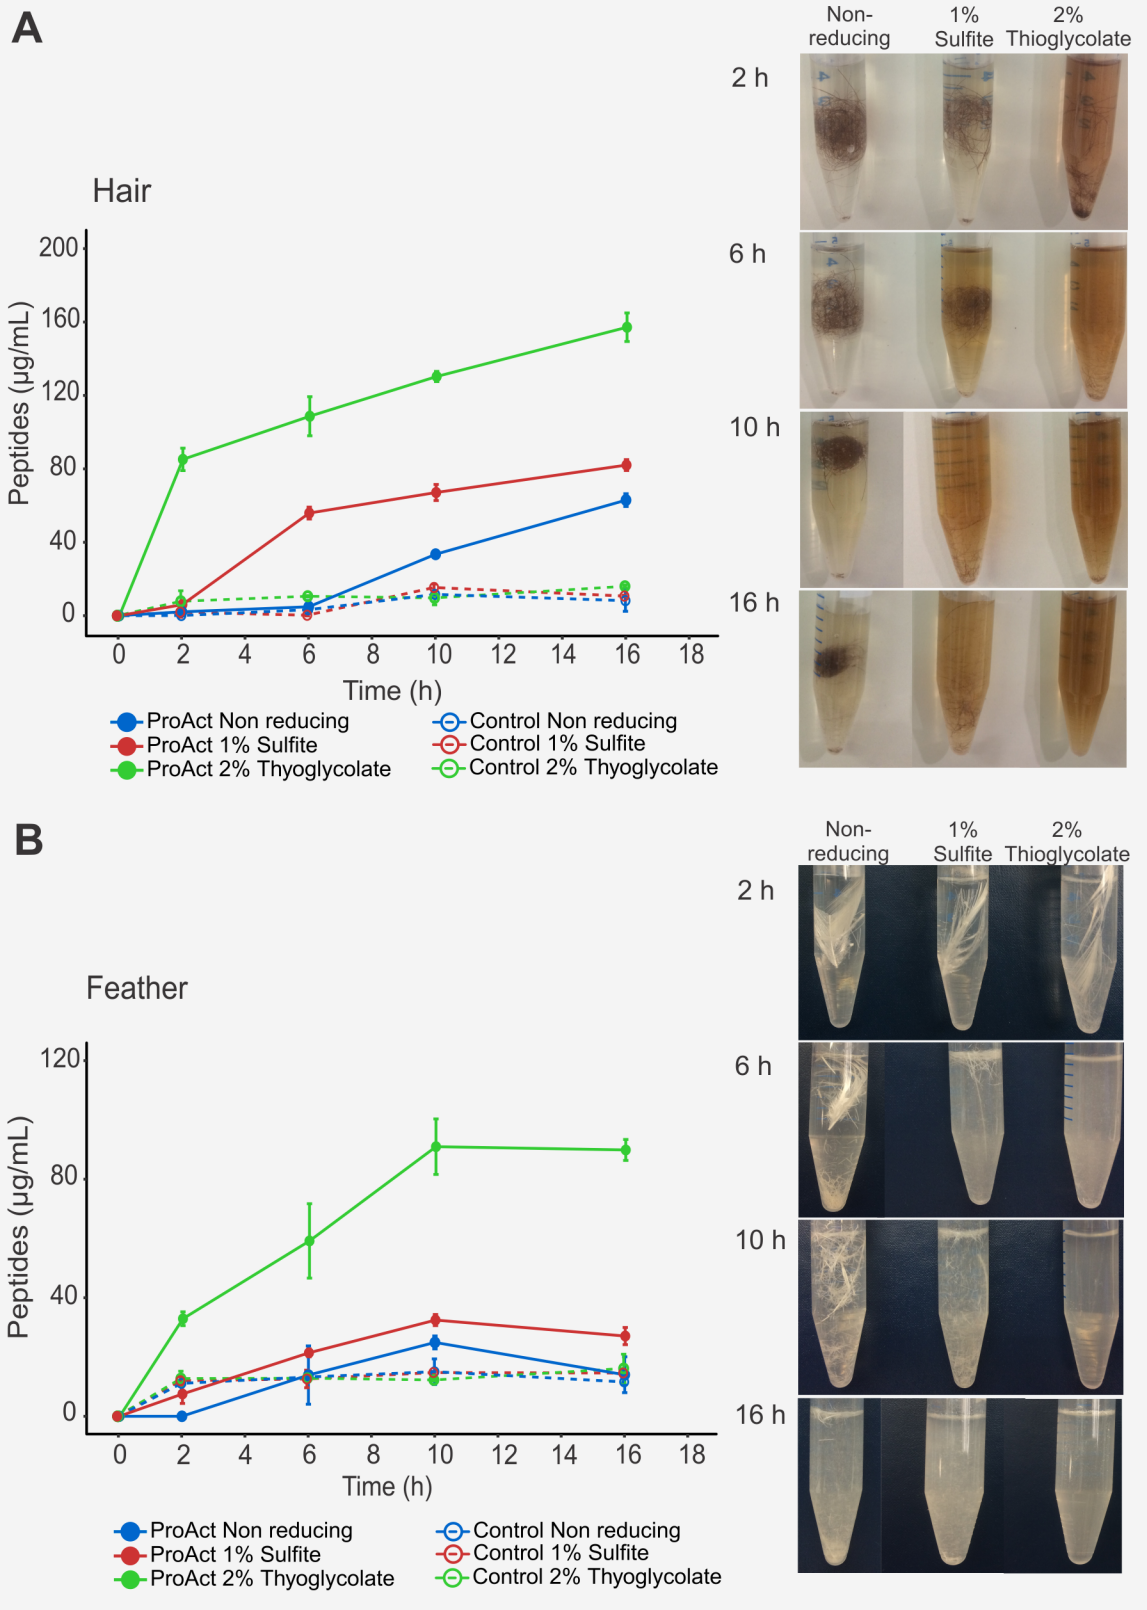 A
Non-
reducing
1%
Sulfite
2%
Thioglycolate
2 h
6 h
10 h
16 h
Hair
Peptides (µg/mL)
200
160
120
80
40
0
0 2 4 6 8 10 12 14 16 18
Time (h)
ProAct Non reducing
ProAct 1% Sulfite
ProAct 2% Thyoglycolate
Control Non reducing
Control 1% Sulfite
Control 2% Thyoglycolate
B
Non-
reducing
1%
Sulfite
2%
Thioglycolate
2 h
6 h
10 h
16 h
Feather
Peptides (µg/mL)
120
80
40
0
0 2 4 6 8 10 12 14 16 18
Time (h)
ProAct Non reducing
ProAct 1% Sulfite
ProAct 2% Thyoglycolate
Control Non reducing
Control 1% Sulfite
Control 2% Thyoglycolate